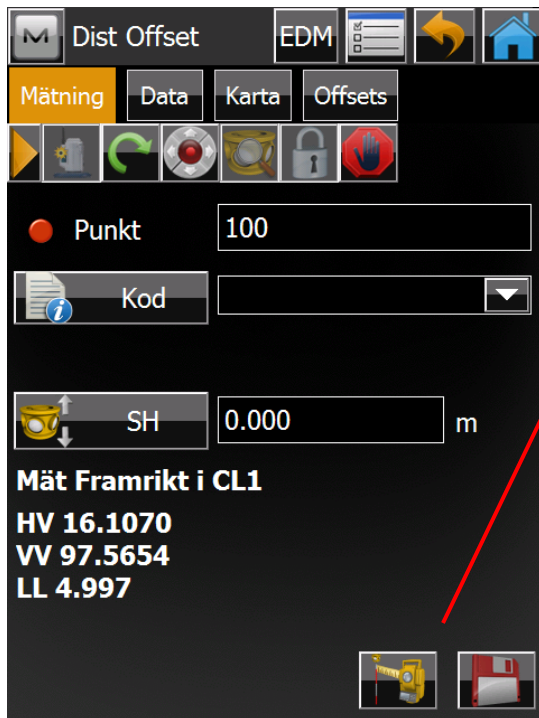 Dist Offset EDM
Mätning Data Karta Offsets
Punkt 100
Kod
SH 0.000 m
Mät Framrikt i CL1
HV 16.1070
VV 97.5654
LL 4.997